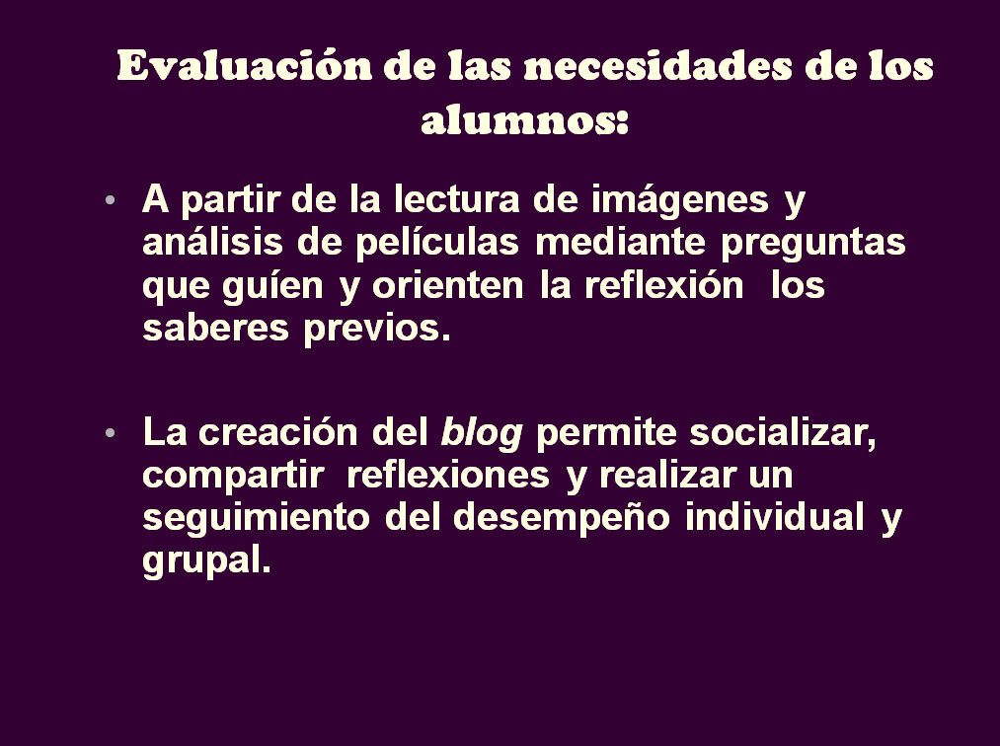 Evaluación de las necesidades de los
alumnos:
• A partir de la lectura de imágenes y
análisis de películas mediante preguntas
que guíen y orienten la reflexión  los
saberes previos.
• La creación del blog permite socializar,
compartir  reflexiones y realizar un
seguimiento del desempeño individual y
grupal.